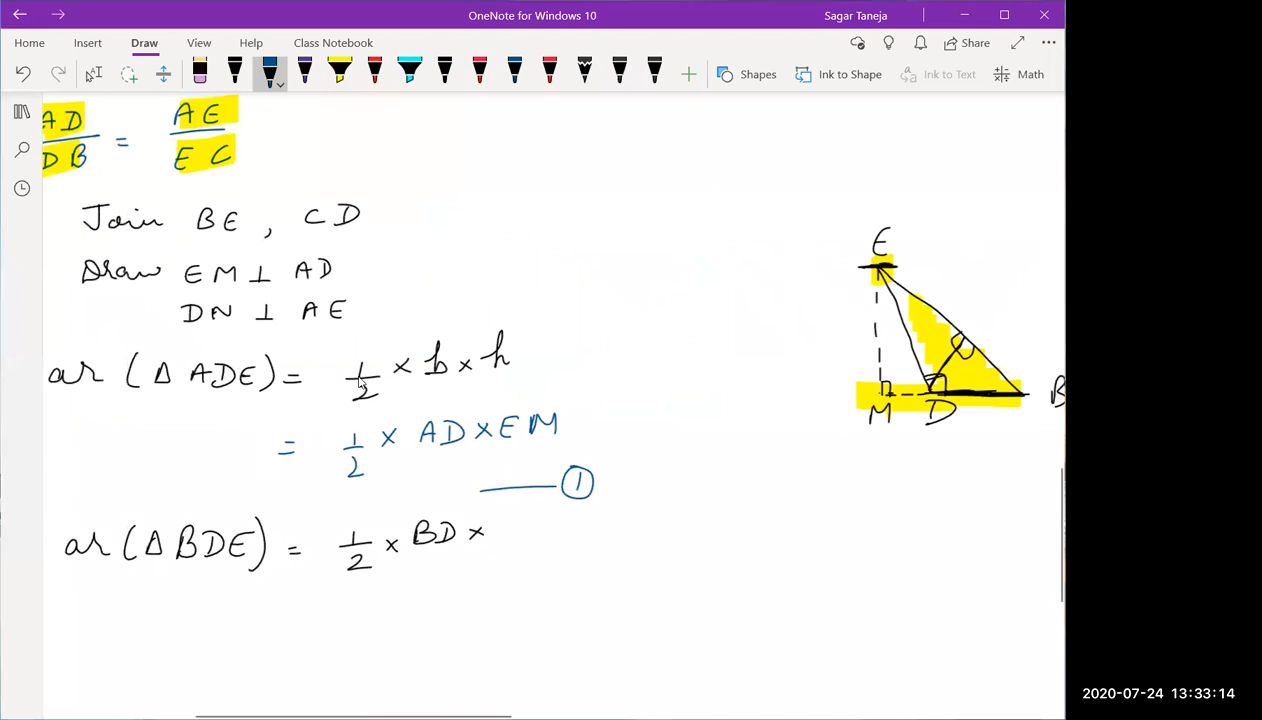 OneNote for Windows 10
Sagar Taneja
Home Insert Draw View Help Class Notebook
Share
Shapes Ink to Shape Ink to Text Math
AD/DB = AE/EC
Join BE, CD
Draw EM ⊥ AD
DN ⊥ AE
ar (Δ ADE) = 1/2 × b × h
= 1/2 × AD × EM
—— ①
ar (Δ BDE) = 1/2 × BD ×
E
M D B
2020-07-24 13:33:14